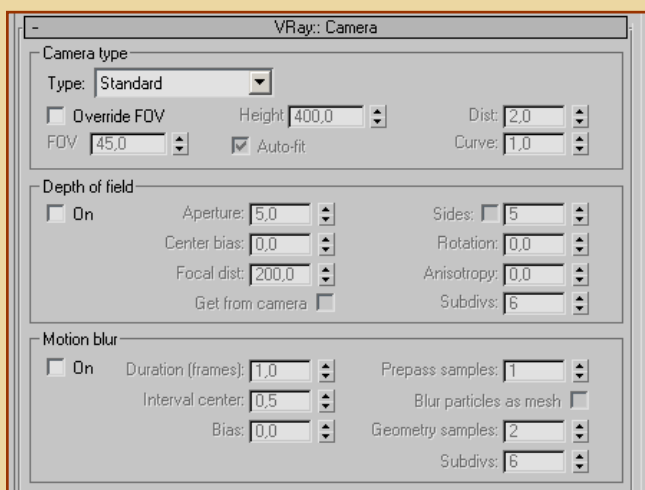 - VRay:: Camera
Camera type
Type: Standard
Override FOV Height 400,0 Dist: 2,0
FOV 45,0 Auto-fit Curve: 1,0
Depth of field
On Aperture: 5,0 Sides: 5
Center bias: 0,0 Rotation: 0,0
Focal dist: 200,0 Anisotropy: 0,0
Get from camera Subdivs: 6
Motion blur
On Duration (frames): 1,0 Prepass samples: 1
Interval center: 0,5 Blur particles as mesh
Bias: 0,0 Geometry samples: 2
Subdivs: 6